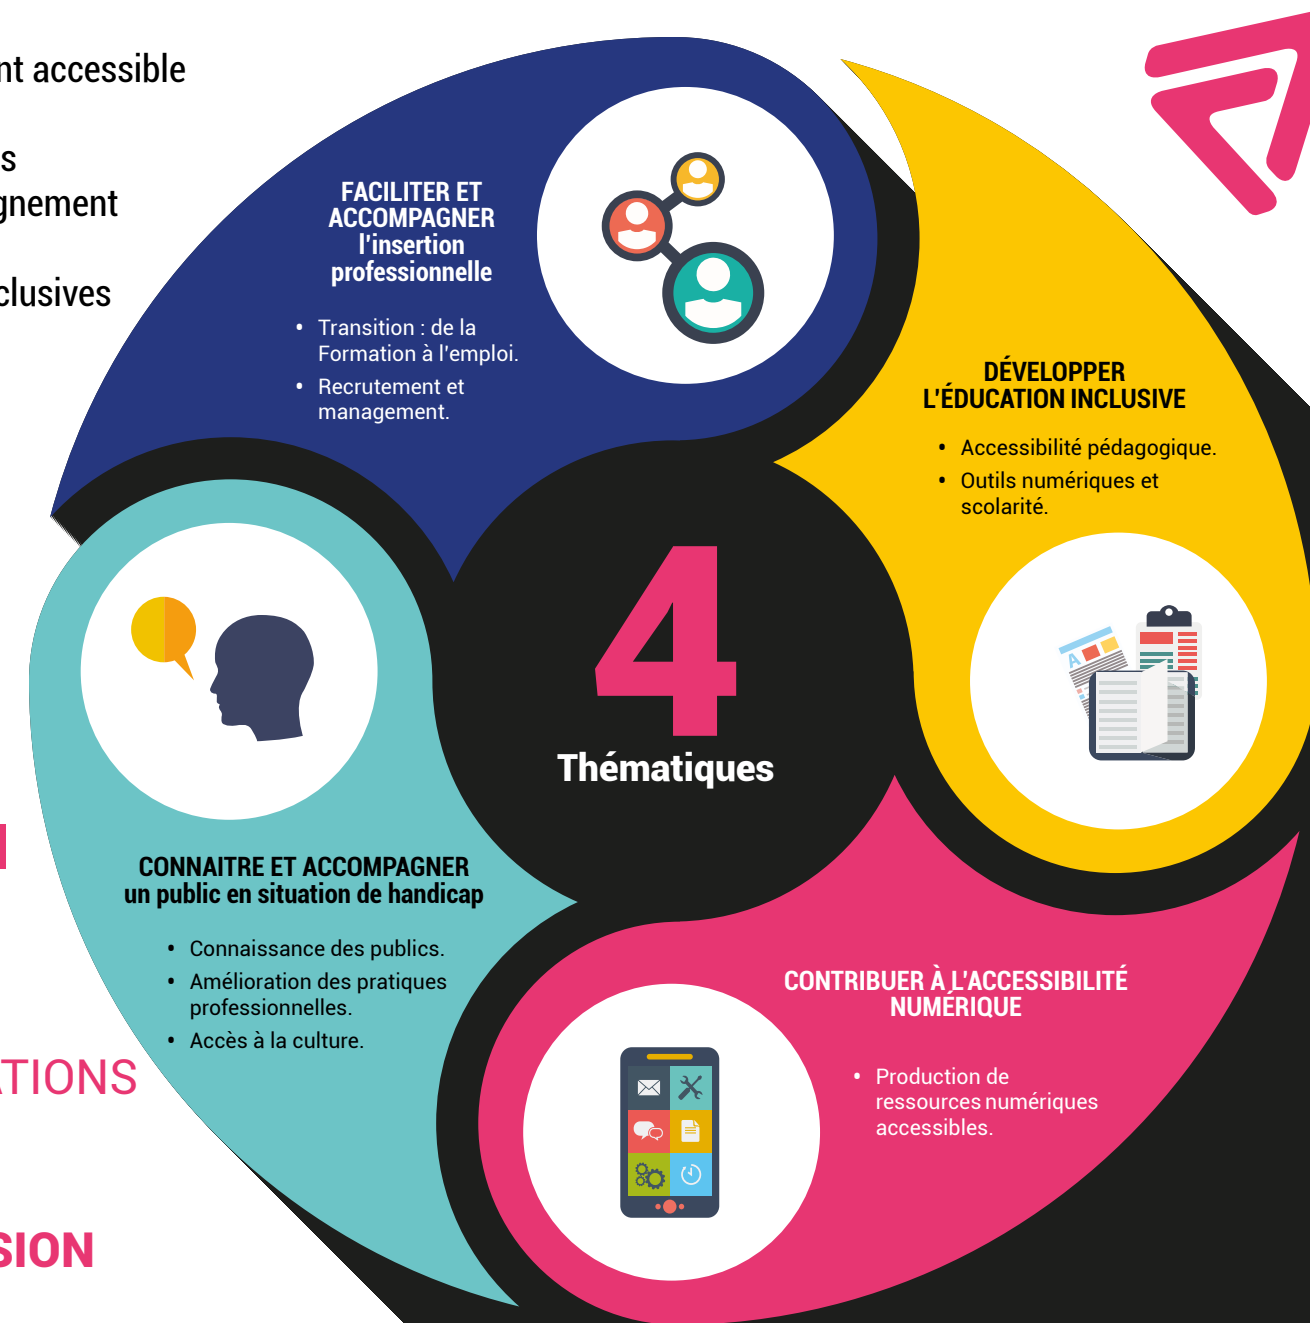 nt accessible
s
gnement
clusives
ATIONS
SION
FACILITER ET
ACCOMPAGNER
l'insertion
professionnelle
• Transition : de la
Formation à l'emploi.
• Recrutement et
management.
DÉVELOPPER
L'ÉDUCATION INCLUSIVE
• Accessibilité pédagogique.
• Outils numériques et
scolarité.
A
4
Thématiques
CONNAITRE ET ACCOMPAGNER
un public en situation de handicap
• Connaissance des publics.
• Amélioration des pratiques
professionnelles.
• Accès à la culture.
CONTRIBUER À L'ACCESSIBILITÉ
NUMÉRIQUE
• Production de
ressources numériques
accessibles.